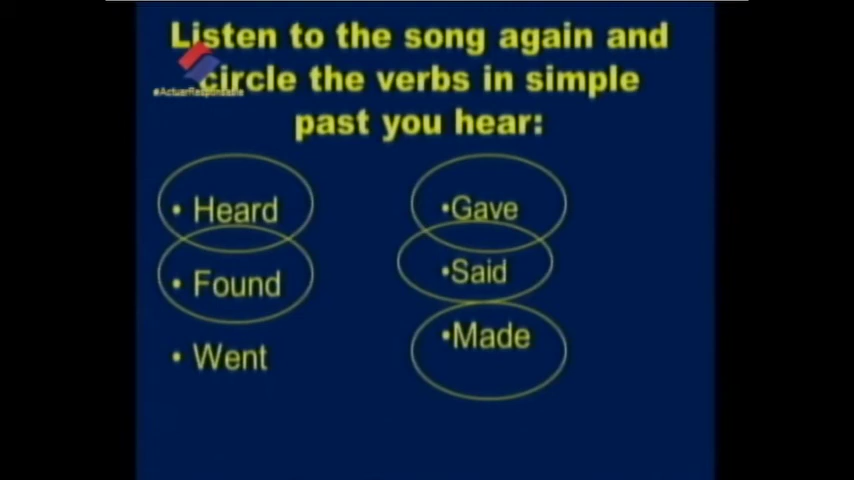 Listen to the song again and
circle the verbs in simple
#ActuarResponsable
past you hear:
• Heard
• Found
• Went
•Gave
•Said
•Made